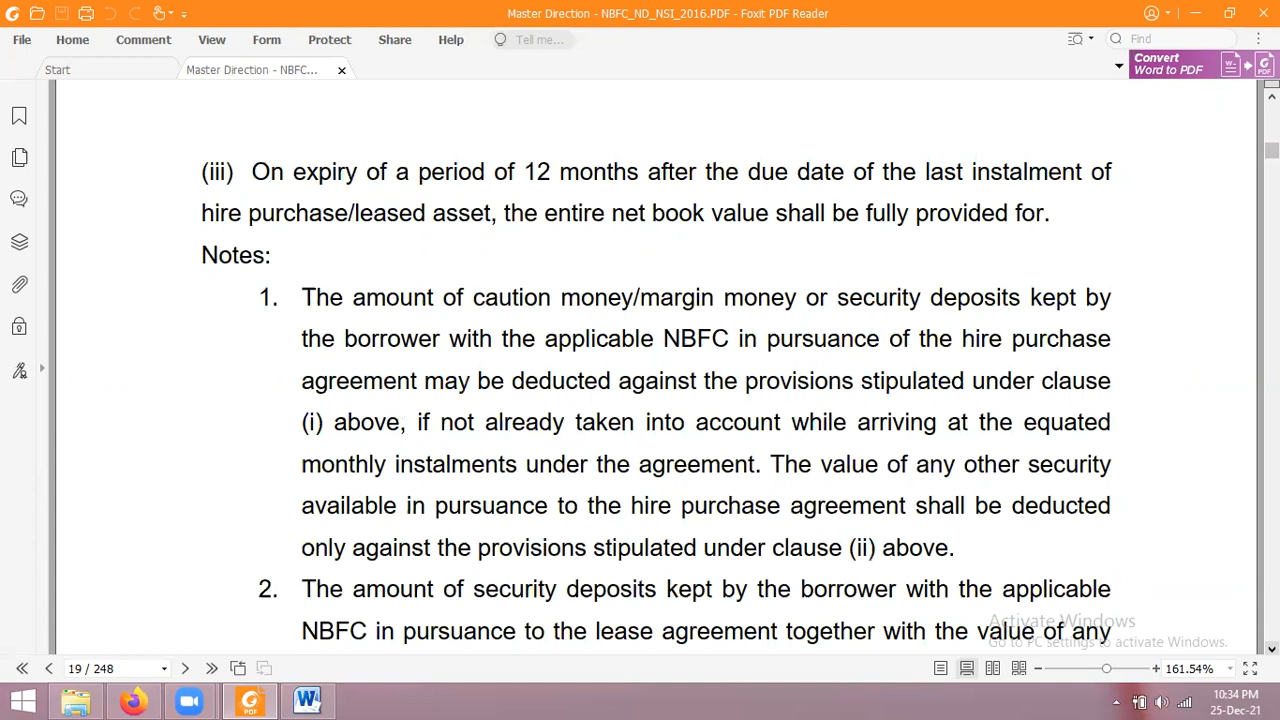 Master Direction - NBFC_ND_NSI_2016.PDF - Foxit PDF Reader
File Home Comment View Form Protect Share Help Tell me... Find
Start Master Direction - NBFC... Convert Word to PDF
(iii) On expiry of a period of 12 months after the due date of the last instalment of
hire purchase/leased asset, the entire net book value shall be fully provided for.
Notes:
1. The amount of caution money/margin money or security deposits kept by
the borrower with the applicable NBFC in pursuance of the hire purchase
agreement may be deducted against the provisions stipulated under clause
(i) above, if not already taken into account while arriving at the equated
monthly instalments under the agreement. The value of any other security
available in pursuance to the hire purchase agreement shall be deducted
only against the provisions stipulated under clause (ii) above.
2. The amount of security deposits kept by the borrower with the applicable
NBFC in pursuance to the lease agreement together with the value of any
Activate Windows
Go to PC settings to activate Windows.
19 / 248 161.54%
10:34 PM
25-Dec-21